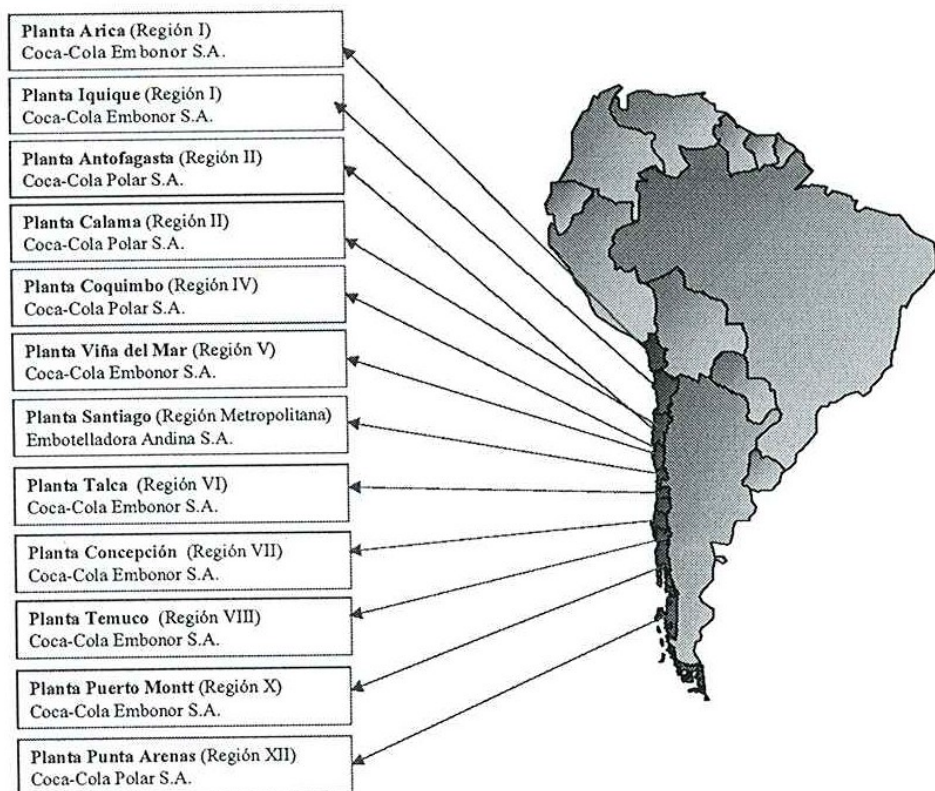 Planta Arica (Región I)
Coca-Cola Embonor S.A.
Planta Iquique (Región I)
Coca-Cola Embonor S.A.
Planta Antofagasta (Región II)
Coca-Cola Polar S.A.
Planta Calama (Región II)
Coca-Cola Polar S.A.
Planta Coquimbo (Región IV)
Coca-Cola Polar S.A.
Planta Viña del Mar (Región V)
Coca-Cola Embonor S.A.
Planta Santiago (Región Metropolitana)
Embotelladora Andina S.A.
Planta Talca (Región VI)
Coca-Cola Embonor S.A.
Planta Concepción (Región VII)
Coca-Cola Embonor S.A.
Planta Temuco (Región VIII)
Coca-Cola Embonor S.A.
Planta Puerto Montt (Región X)
Coca-Cola Embonor S.A.
Planta Punta Arenas (Región XII)
Coca-Cola Polar S.A.